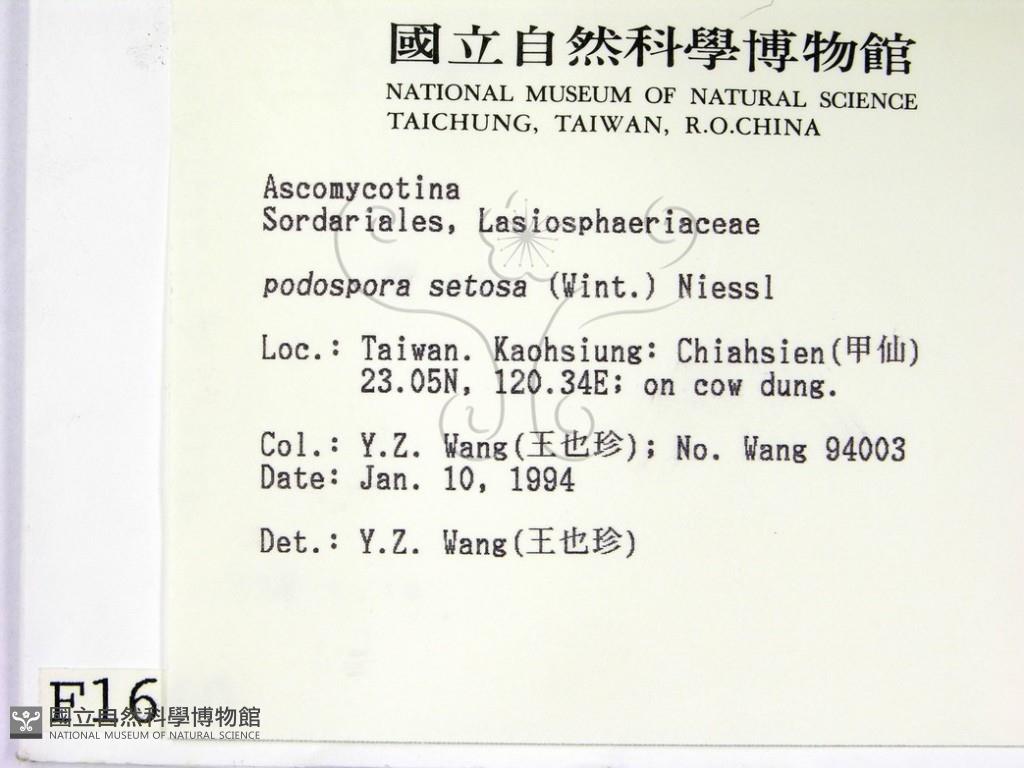 國立自然科學博物館
NATIONAL MUSEUM OF NATURAL SCIENCE
TAICHUNG, TAIWAN, R.O.CHINA
Ascomycotina
Sordariales, Lasiosphaeriaceae
podospora setosa (Wint.) Niessl
Loc.: Taiwan. Kaohsiung: Chiahsien(甲仙)
23.05N, 120.34E; on cow dung.
Col.: Y.Z. Wang(王也珍); No. Wang 94003
Date: Jan. 10, 1994
Det.: Y.Z. Wang(王也珍)
F16
國立自然科學博物館
NATIONAL MUSEUM OF NATURAL SCIENCE